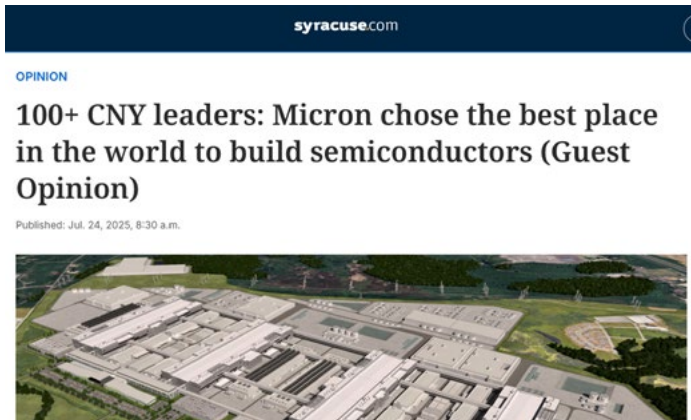 syracuse.com
OPINION
100+ CNY leaders: Micron chose the best place
in the world to build semiconductors (Guest
Opinion)
Published: Jul. 24, 2025, 8:30 a.m.